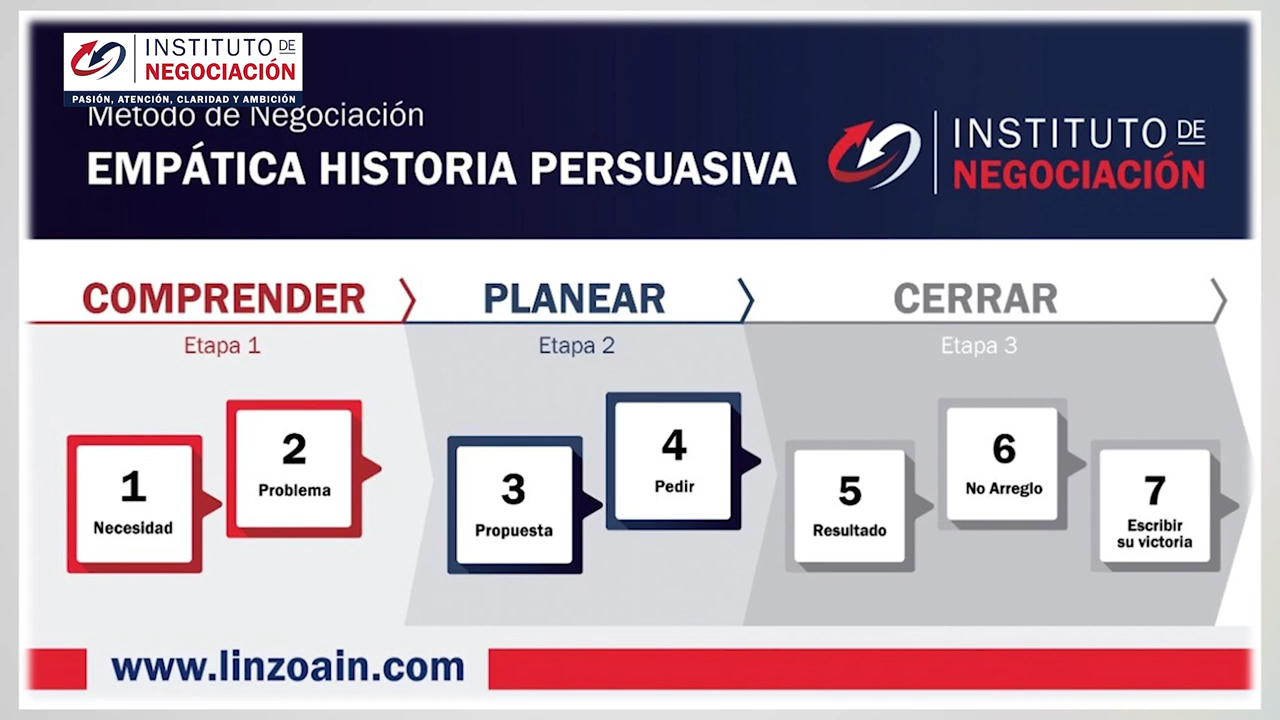 INSTITUTO DE
NEGOCIACIÓN
PASIÓN, ATENCIÓN, CLARIDAD Y AMBICIÓN
Método de Negociación
EMPÁTICA HISTORIA PERSUASIVA
INSTITUTO DE
NEGOCIACIÓN
COMPRENDER
PLANEAR
CERRAR
Etapa 1
Etapa 2
Etapa 3
1
Necesidad
2
Problema
3
Propuesta
4
Pedir
5
Resultado
6
No Arreglo
7
Escribir
su victoria
www.linzoain.com